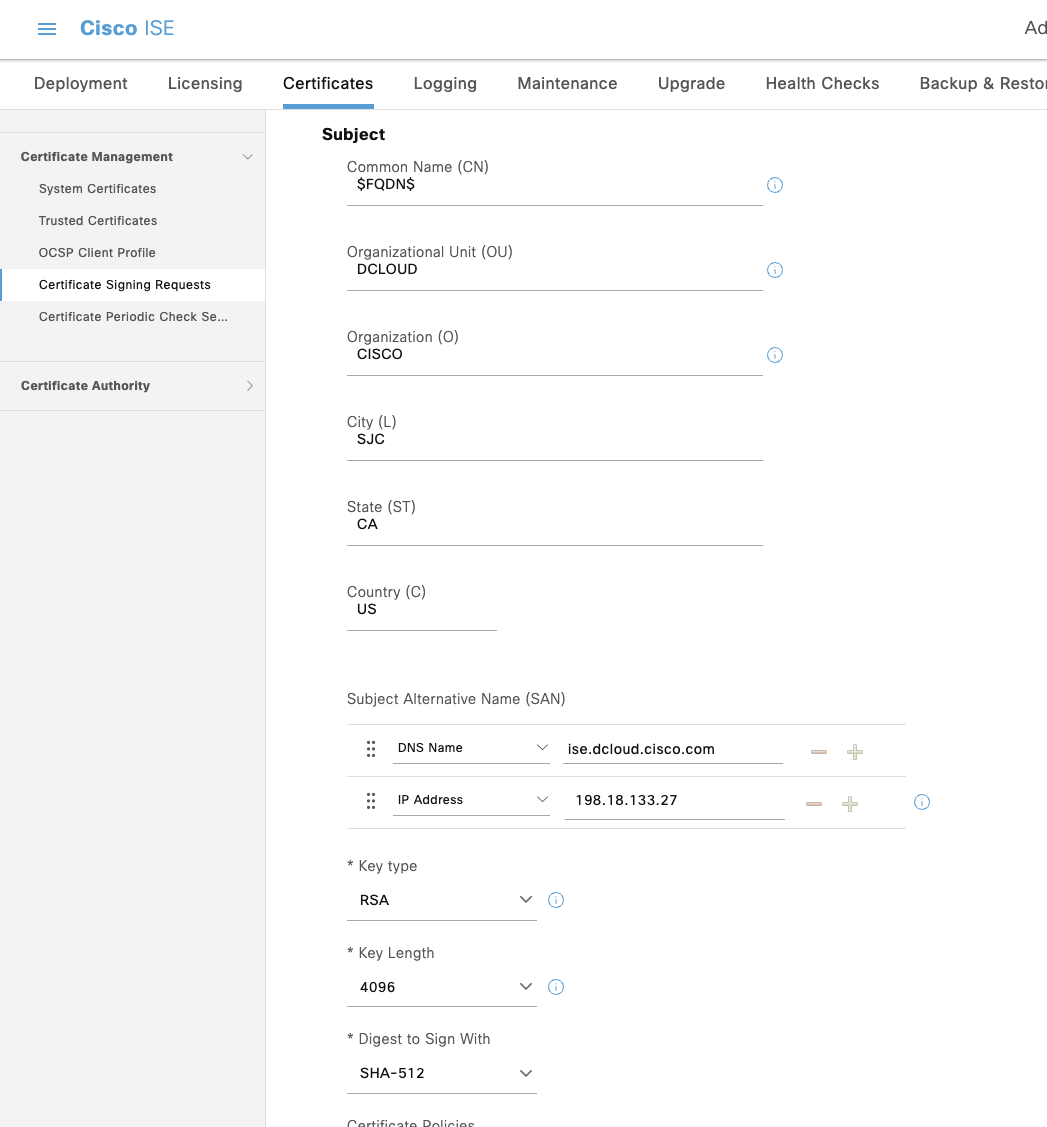 Cisco ISE
Ad
Deployment Licensing Certificates Logging Maintenance Upgrade Health Checks Backup & Restor
Certificate Management
System Certificates
Trusted Certificates
OCSP Client Profile
Certificate Signing Requests
Certificate Periodic Check Se...
Certificate Authority
Subject
Common Name (CN)
$FQDN$
Organizational Unit (OU)
DCLOUD
Organization (O)
CISCO
City (L)
SJC
State (ST)
CA
Country (C)
US
Subject Alternative Name (SAN)
DNS Name ise.dcloud.cisco.com
IP Address 198.18.133.27
* Key type
RSA
* Key Length
4096
* Digest to Sign With
SHA-512
Certificate Policies